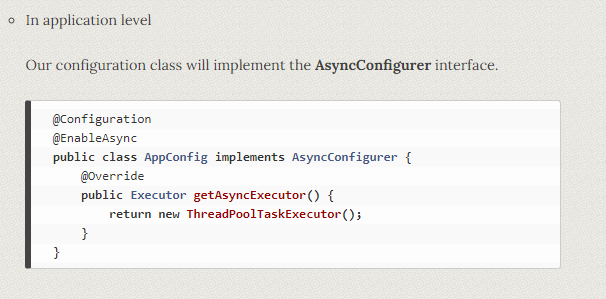 In application level
Our configuration class will implement the AsyncConfigurer interface.
@Configuration
@EnableAsync
public class AppConfig implements AsyncConfigurer {
    @Override
    public Executor getAsyncExecutor() {
        return new ThreadPoolTaskExecutor();
    }
}